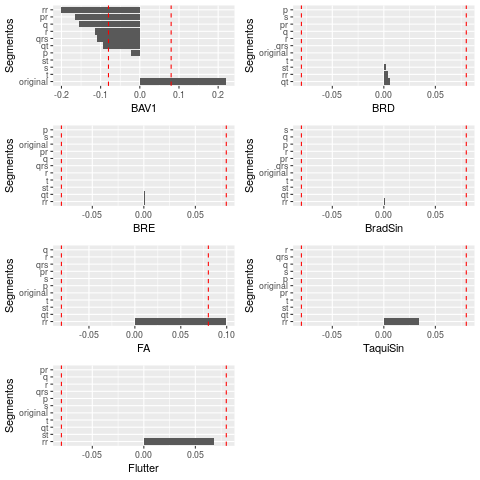 Segmentos
rr
pr
q
r
qrs
qt
p
st
s
t
original
-0.2
-0.1
0.0
0.1
0.2
BAV1
Segmentos
p
s
pr
q
r
qrs
original
st
rr
qt
-0.05
0.00
0.05
BRD
Segmentos
p
s
original
pr
q
qrs
r
t
st
qt
rr
-0.05
0.00
0.05
BRE
Segmentos
s
q
p
r
pr
qrs
original
t
st
qt
rr
-0.05
0.00
0.05
BradSin
Segmentos
q
r
qrs
pr
s
p
original
t
st
qt
rr
-0.05
0.00
0.05
0.10
FA
Segmentos
r
qrs
q
s
p
original
pr
t
st
qt
rr
-0.05
0.00
0.05
TaquiSin
Segmentos
pr
q
r
qrs
p
s
original
t
qt
st
rr
-0.05
0.00
0.05
Flutter